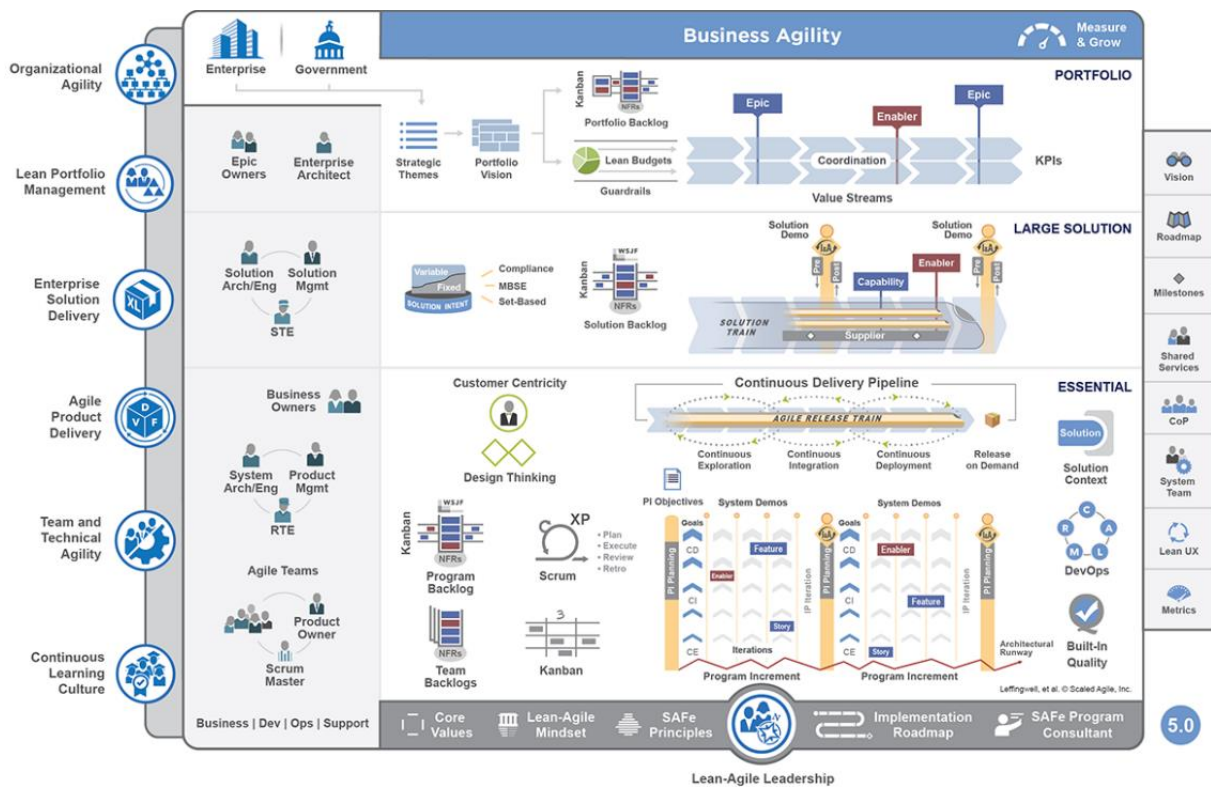 Business Agility
Measure
& Grow
Enterprise
Government
Organizational
Agility
Lean Portfolio
Management
Enterprise
Solution
Delivery
Agile
Product
Delivery
D
V
F
XL
Team and
Technical
Agility
Continuous
Learning
Culture
Epic
Owners
Enterprise
Architect
Solution
Arch/Eng
Solution
Mgmt
STE
Business
Owners
System
Arch/Eng
Product
Mgmt
RTE
Agile Teams
Product
Owner
Scrum
Master
Business | Dev | Ops | Support
PORTFOLIO
Strategic
Themes
Portfolio
Vision
Kanban
NFRs
Portfolio Backlog
Lean Budgets
Guardrails
Epic
Enabler
Epic
Coordination
KPIs
Value Streams
LARGE SOLUTION
Variable
Fixed
SOLUTION INTENT
Compliance
MBSE
Set-Based
Kanban
WSJF
NFRs
Solution Backlog
Solution
Demo
I&A
Pre
Post
Capability
Enabler
Solution
Demo
I&A
Pre
Post
SOLUTION
TRAIN
Supplier
ESSENTIAL
Customer Centricity
Design Thinking
Continuous Delivery Pipeline
AGILE RELEASE TRAIN
Continuous
Exploration
Continuous
Integration
Continuous
Deployment
Release
on Demand
Kanban
WSJF
NFRs
Program
Backlog
XP
Scrum
• Plan
• Execute
• Review
• Retro
NFRs
Team
Backlogs
3
Kanban
PI Objectives
System Demos
System Demos
PI Planning
Goals
CD
CI
CE
Enabler
Feature
Story
Iterations
IP Iteration
I&A
PI Planning
Goals
CD
CI
CE
Enabler
Feature
Story
IP Iteration
I&A
PI Planning
Program Increment
Program Increment
Architectural
Runway
Solution
Solution
Context
C
A
L
M
R
DevOps
Built-In
Quality
Leffingwell, et al. © Scaled Agile, Inc.
Vision
Roadmap
Milestones
Shared
Services
CoP
System
Team
Lean UX
Metrics
5.0
Core
Values
Lean-Agile
Mindset
SAFe
Principles
N
Implementation
Roadmap
SAFe Program
Consultant
Lean-Agile Leadership